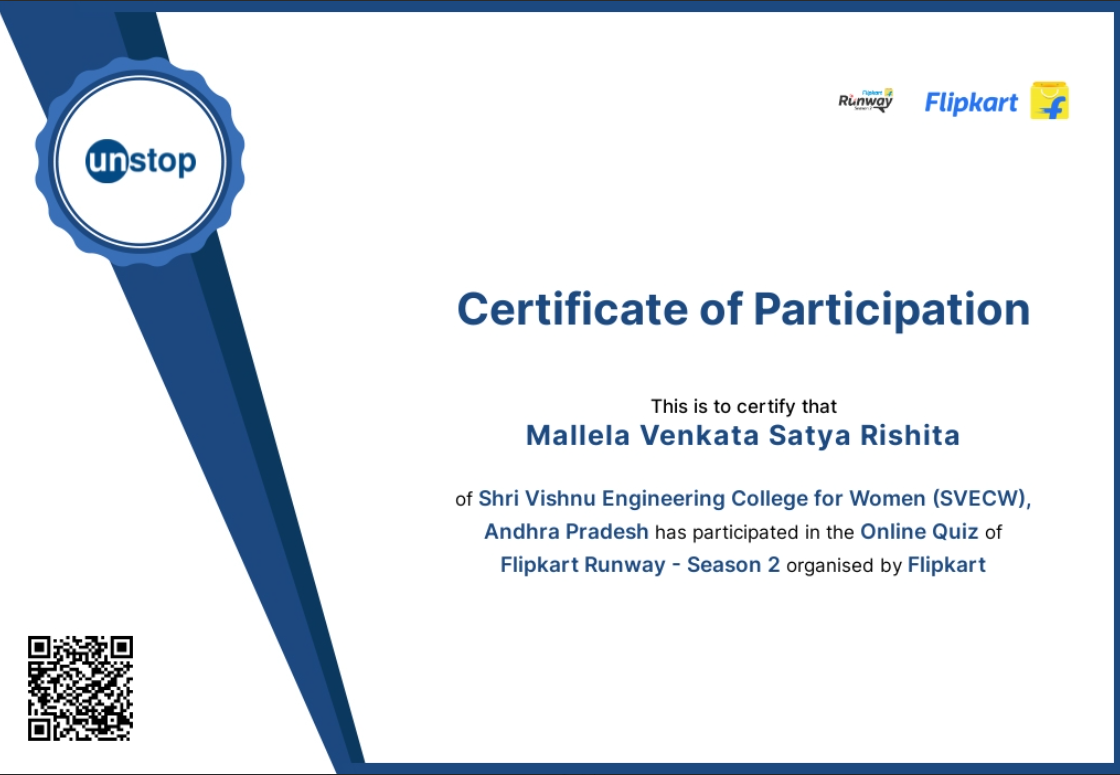 unstop
Flipkart
Runway
Season 2
Flipkart
Certificate of Participation
This is to certify that
Mallela Venkata Satya Rishita
of Shri Vishnu Engineering College for Women (SVECW),
Andhra Pradesh has participated in the Online Quiz of
Flipkart Runway - Season 2 organised by Flipkart